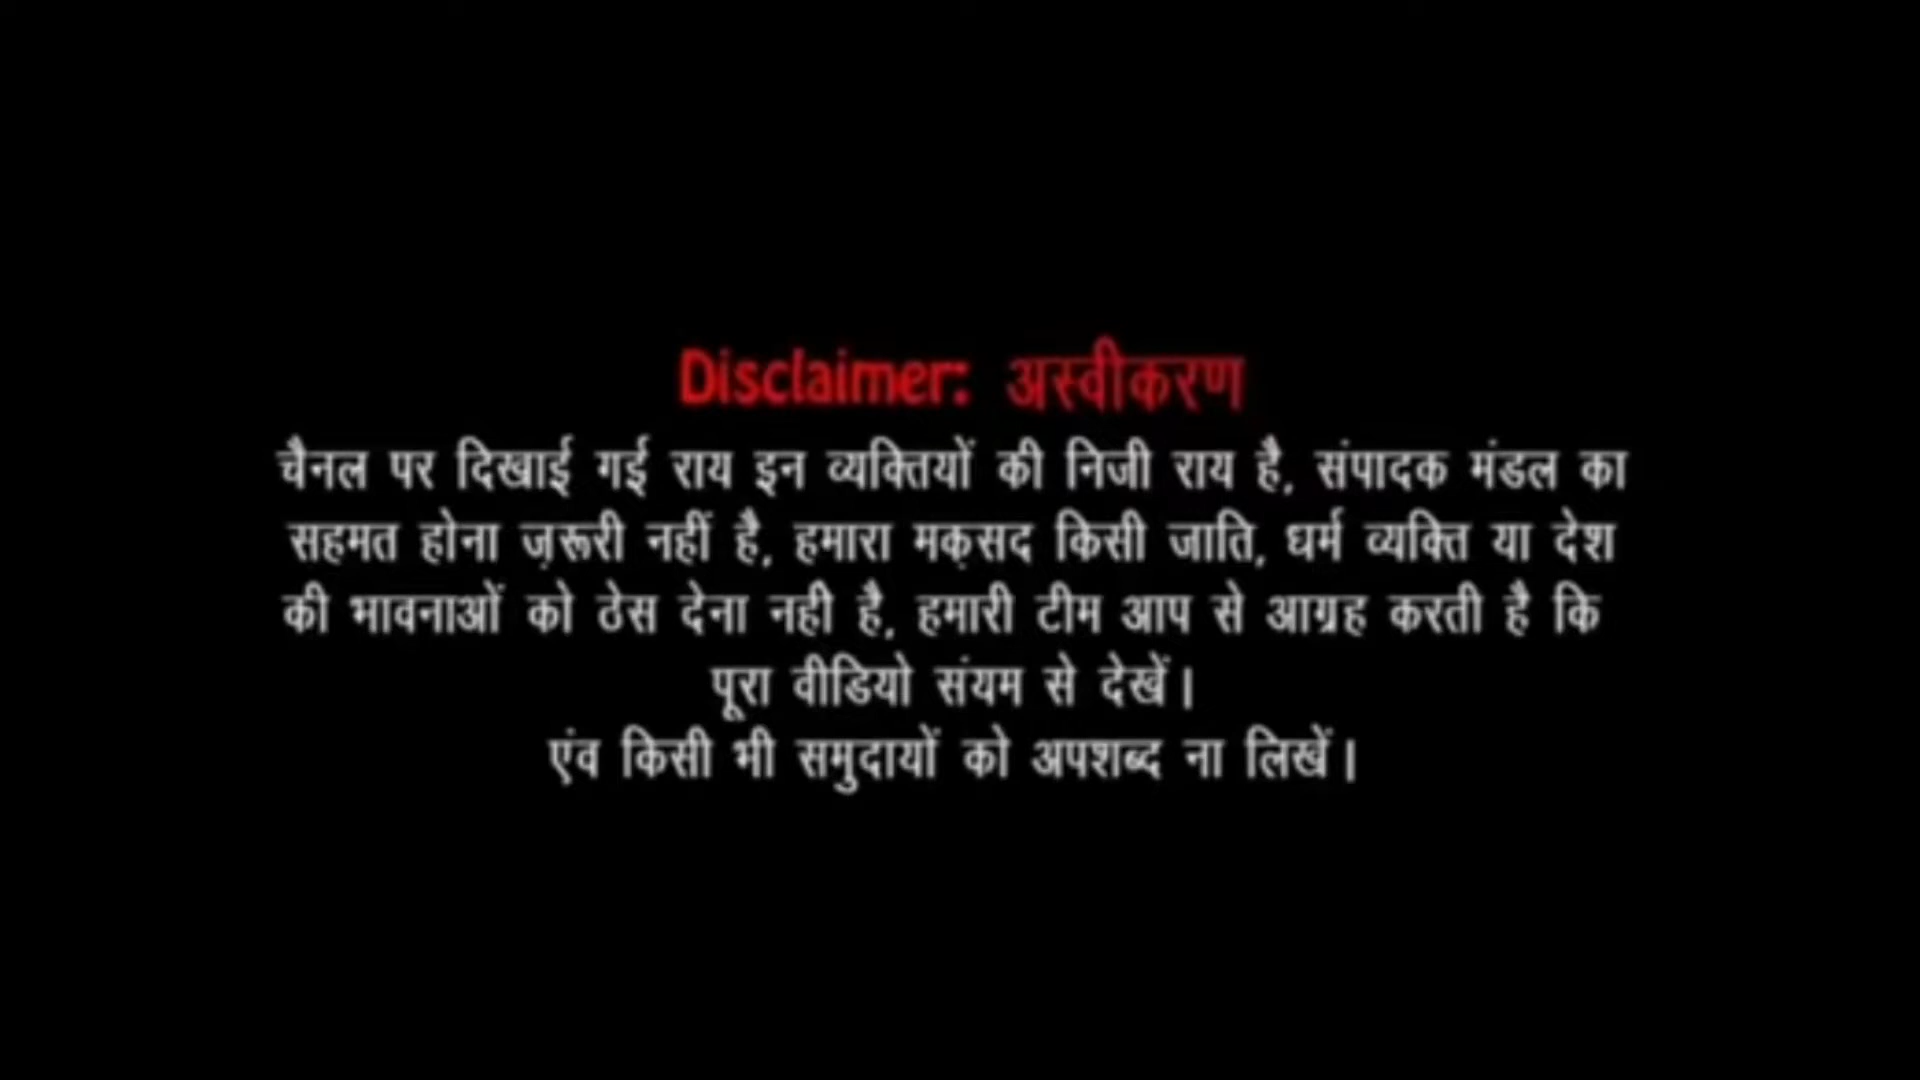 Disclaimer: अस्वीकरण
चैनल पर दिखाई गई राय इन व्यक्तियों की निजी राय है, संपादक मंडल का
सहमत होना ज़रूरी नहीं है, हमारा मक़सद किसी जाति, धर्म व्यक्ति या देश
की भावनाओं को ठेस देना नही है, हमारी टीम आप से आग्रह करती है कि
पूरा वीडियो संयम से देखें।
एंव किसी भी समुदायों को अपशब्द ना लिखें।